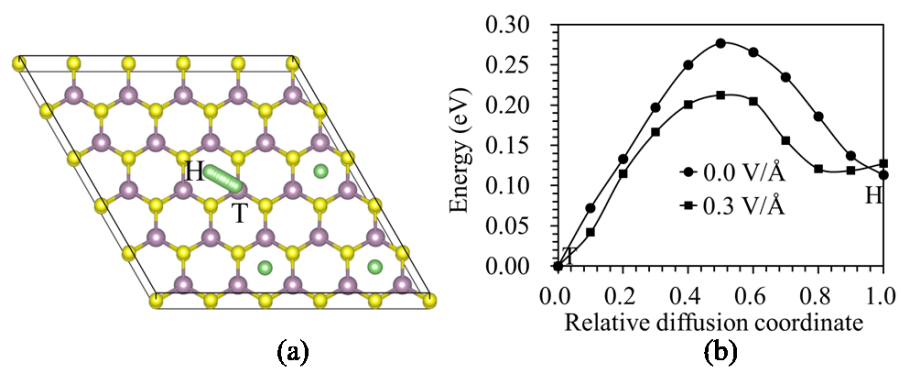 H
T
(a)
0.30
0.25
0.20
0.15
0.10
0.05
0.00
Energy (eV)
0.0 V/Å
0.3 V/Å
T
H
0.0 0.2 0.4 0.6 0.8 1.0
Relative diffusion coordinate
(b)